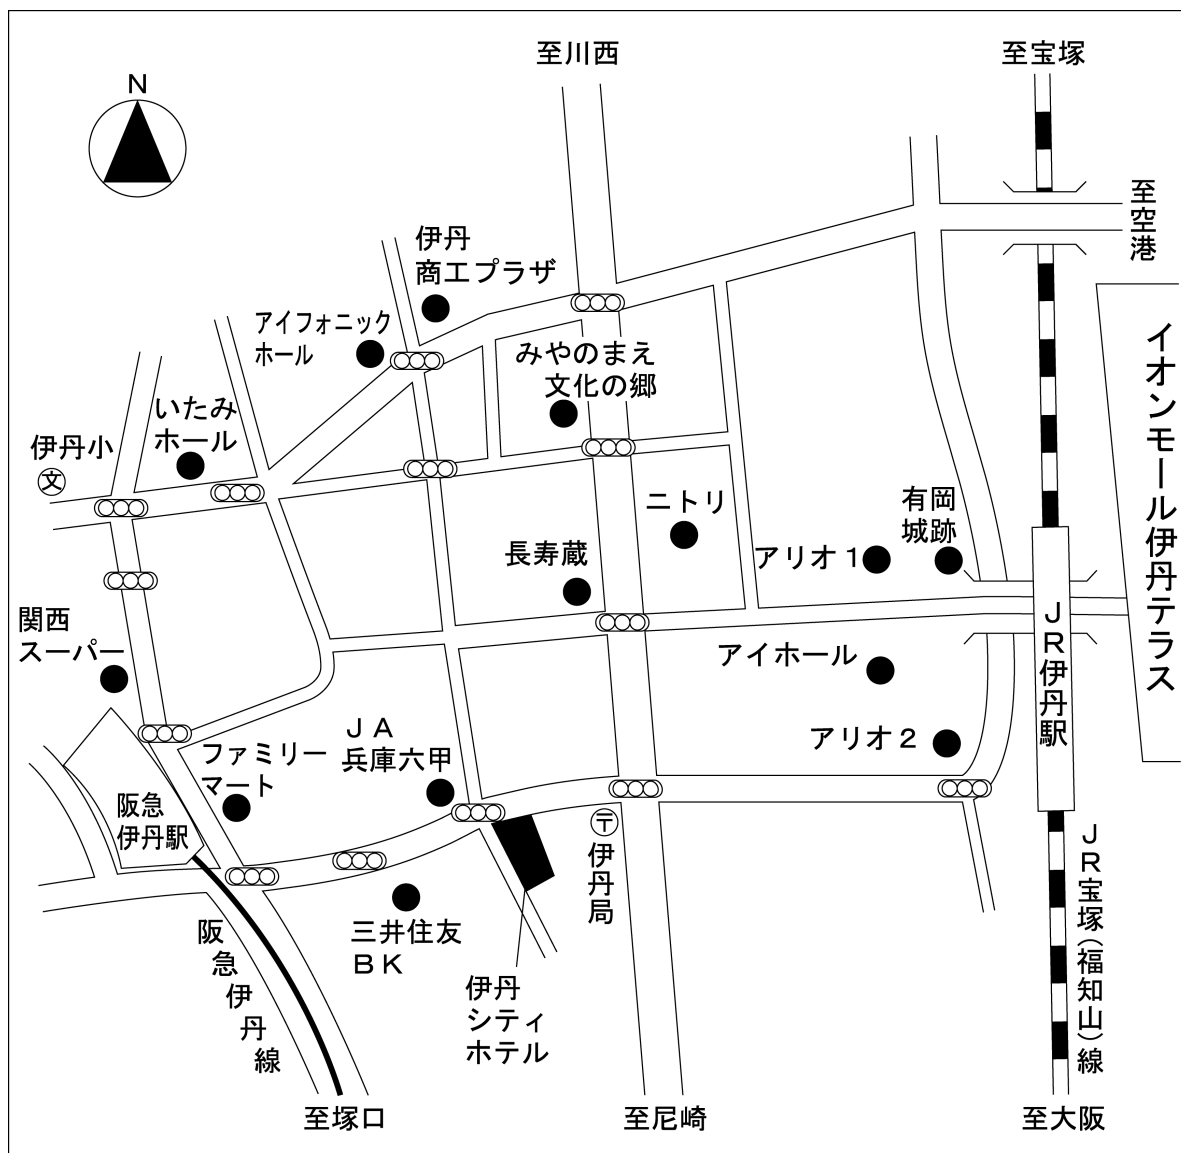 至川西
至宝塚
N
至空港
伊丹
商工プラザ
アイフォニック
ホール
みやのまえ
文化の郷
いたみ
ホール
伊丹小
文
イオンモール伊丹テラス
ニトリ
有岡
城跡
長寿蔵
アリオ1
関西
スーパー
アイホール
JR伊丹駅
JA
兵庫六甲
アリオ2
ファミリー
マート
阪急
伊丹駅
〒
伊丹局
三井住友
BK
阪急伊丹線
伊丹
シティ
ホテル
JR宝塚(福知山)線
至塚口
至尼崎
至大阪